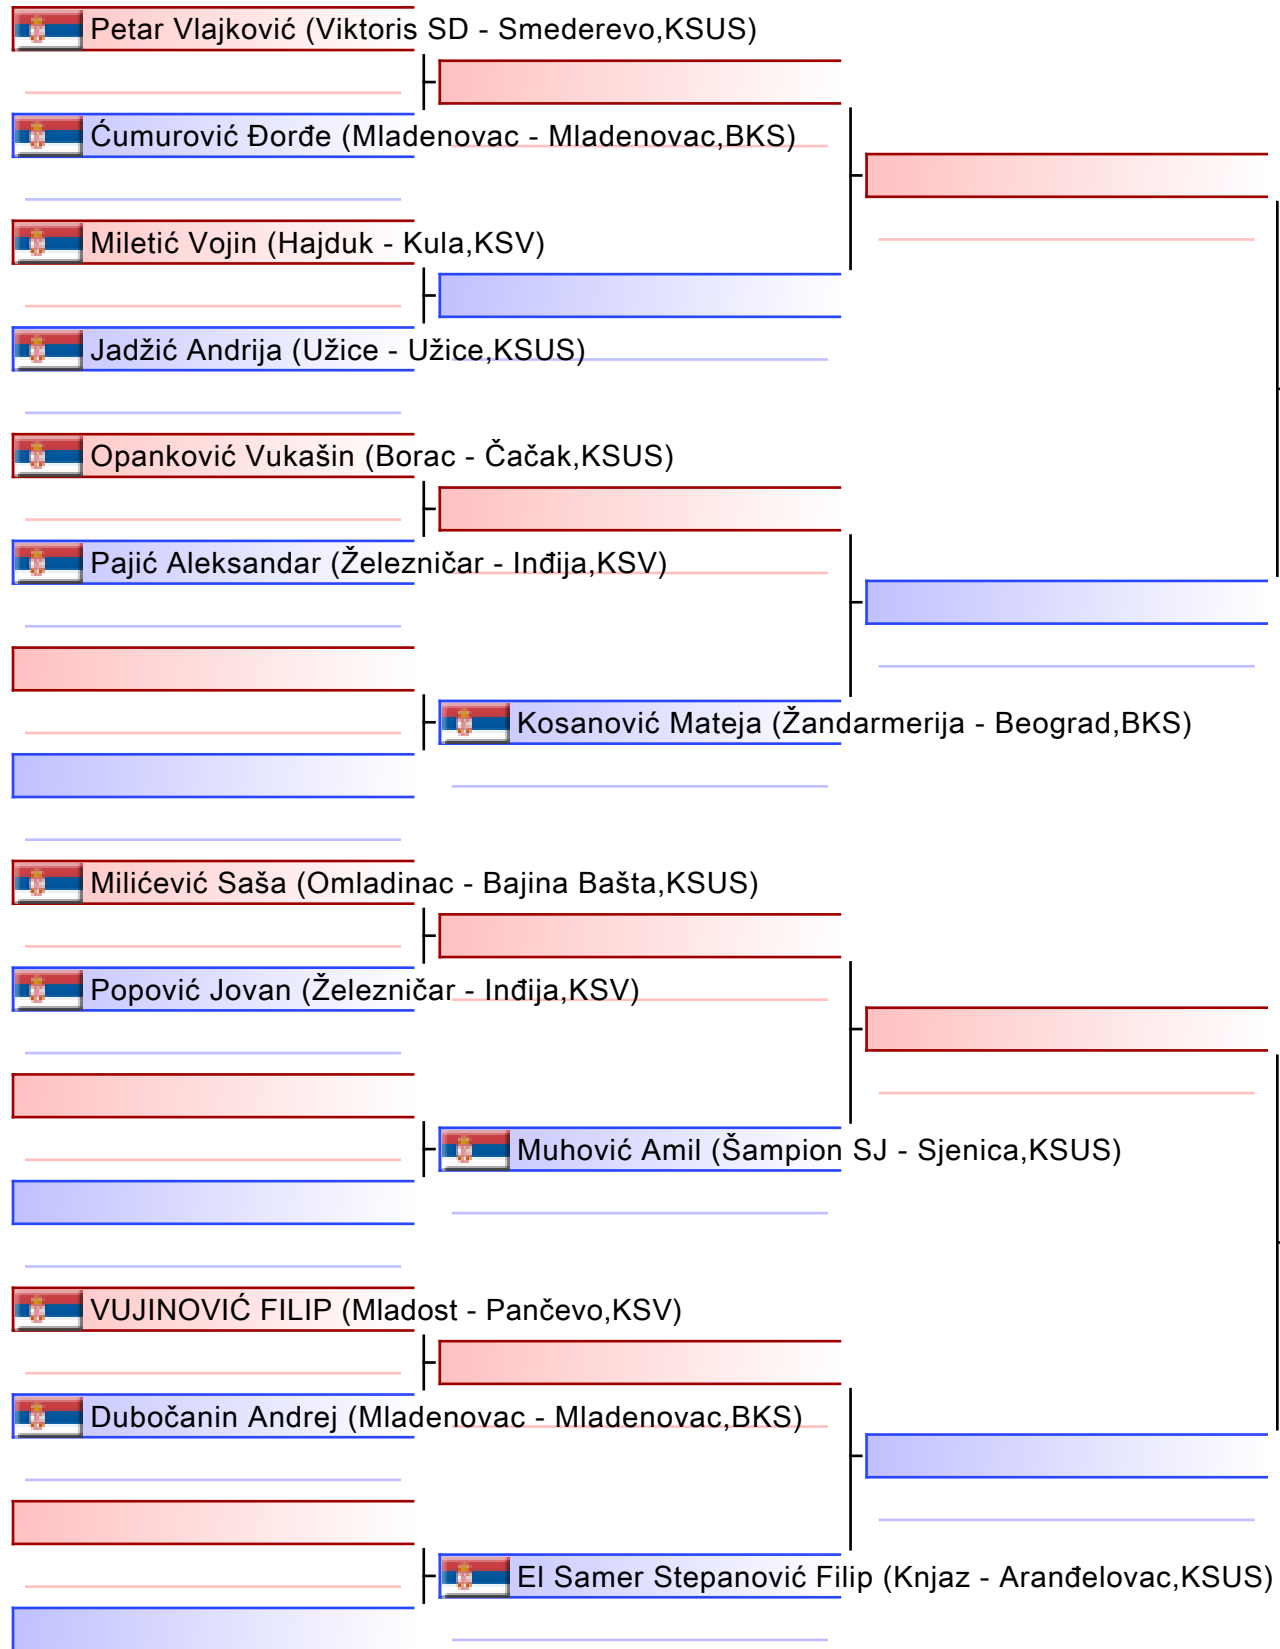 Petar Vlajković (Viktoris SD - Smederevo,KSUS)
Ćumurović Đorđe (Mladenovac - Mladenovac,BKS)
Miletić Vojin (Hajduk - Kula,KSV)
Jadžić Andrija (Užice - Užice,KSUS)
Opanković Vukašin (Borac - Čačak,KSUS)
Pajić Aleksandar (Železničar - Inđija,KSV)
Kosanović Mateja (Žandarmerija - Beograd,BKS)
Milićević Saša (Omladinac - Bajina Bašta,KSUS)
Popović Jovan (Železničar - Inđija,KSV)
Muhović Amil (Šampion SJ - Sjenica,KSUS)
VUJINOVIĆ FILIP (Mladost - Pančevo,KSV)
Dubočanin Andrej (Mladenovac - Mladenovac,BKS)
El Samer Stepanović Filip (Knjaz - Aranđelovac,KSUS)